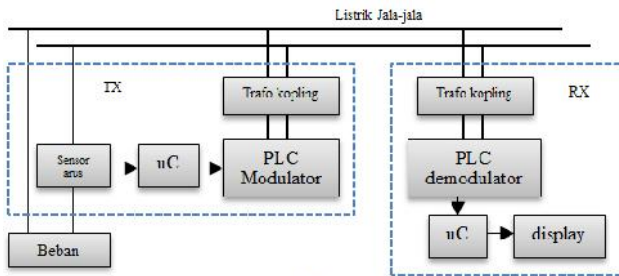 Listrik Jala-jala
TX
Trafo kopling
Trafo kopling
RX
Sensor
arus
uC
PLC
Modulator
PLC
demodulator
Beban
uC
display